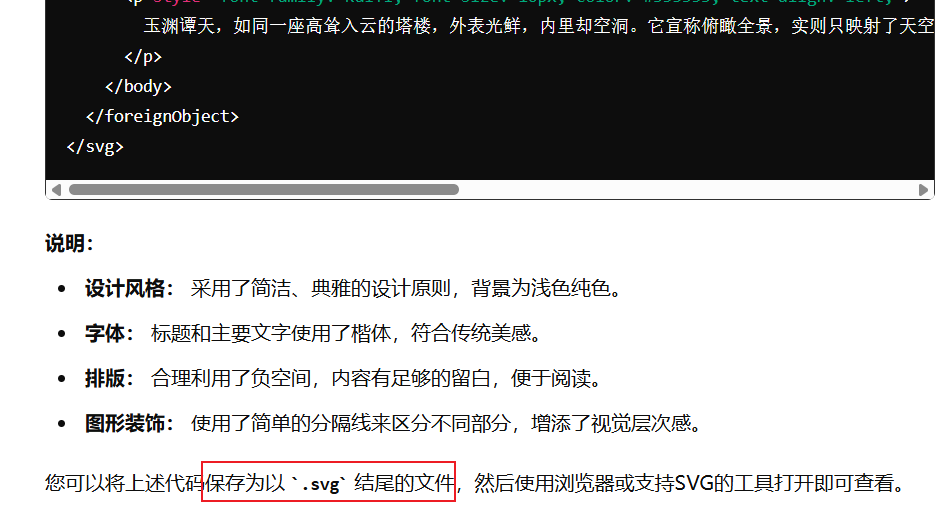 玉渊谭天，如同一座高耸入云的塔楼，外表光鲜，内里却空洞。它宣称俯瞰全景，实则只映射了天空
</p>
</body>
</foreignObject>
</svg>
说明：
• 设计风格： 采用了简洁、典雅的设计原则，背景为浅色纯色。
• 字体： 标题和主要文字使用了楷体，符合传统美感。
• 排版： 合理利用了负空间，内容有足够的留白，便于阅读。
• 图形装饰： 使用了简单的分隔线来区分不同部分，增添了视觉层次感。
您可以将上述代码保存为以 `.svg` 结尾的文件，然后使用浏览器或支持SVG的工具打开即可查看。